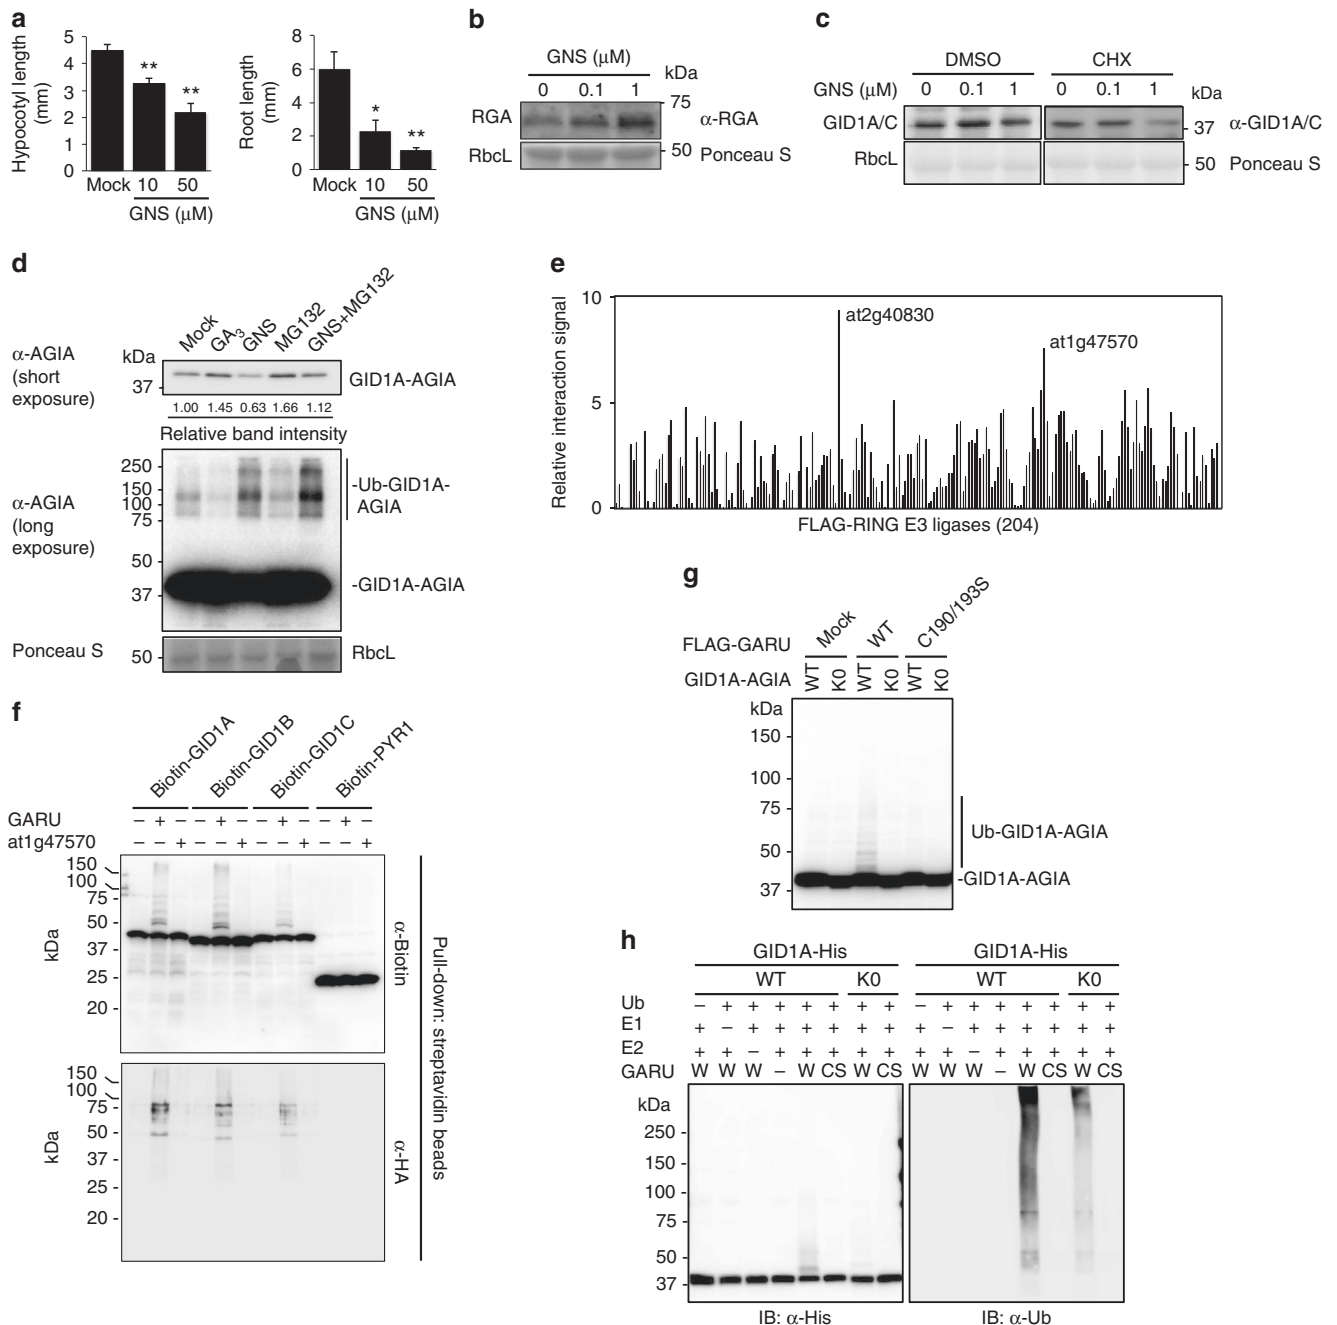 a
Hypocotyl length
(mm)
5
4
3
2
1
0
**
**
Mock 10 50
GNS (μM)
Root length
(mm)
8
6
4
2
0
*
**
Mock 10 50
GNS (μM)
b
GNS (μM)
0 0.1 1
kDa
75
RGA
α-RGA
50
RbcL
Ponceau S
c
DMSO CHX
GNS (μM) 0 0.1 1 0 0.1 1 kDa
GID1A/C
- 37
α-GID1A/C
RbcL
- 50
Ponceau S
d
Mock GA3 GNS MG132 GNS+MG132
α-AGIA
(short
exposure)
kDa
37 -
GID1A-AGIA
1.00 1.45 0.63 1.66 1.12
Relative band intensity
α-AGIA
(long
exposure)
250 -
150 -
100 -
75 -
50 -
37 -
-Ub-GID1A-
AGIA
-GID1A-AGIA
Ponceau S
50 -
RbcL
e
Relative interaction signal
10
5
0
at2g40830
at1g47570
FLAG-RING E3 ligases (204)
f
Biotin-GID1A Biotin-GID1B Biotin-GID1C Biotin-PYR1
GARU – + – – + – – + – – + –
at1g47570 – – + – – + – – + – – +
kDa
150
100
75 -
50 -
37 -
25 -
20 -
α-Biotin
kDa
150
100
75 -
50 -
37 -
25 -
20 -
α-HA
Pull-down: streptavidin beads
g
FLAG-GARU Mock WT C190/193S
GID1A-AGIA WT K0 WT K0 WT K0
kDa
150 -
100 -
75 -
50 -
37 -
Ub-GID1A-AGIA
-GID1A-AGIA
h
GID1A-His GID1A-His
WT K0 WT K0
Ub – + + + + + + + – + + + + + + +
E1 + – + + + + + + + – + + + + + +
E2 + + – + + + + + + + – + + + + +
GARU W W W – W CS W CS W W W – W CS W CS
kDa
250 -
150 -
100 -
75 -
50 -
37 -
IB: α-His IB: α-Ub